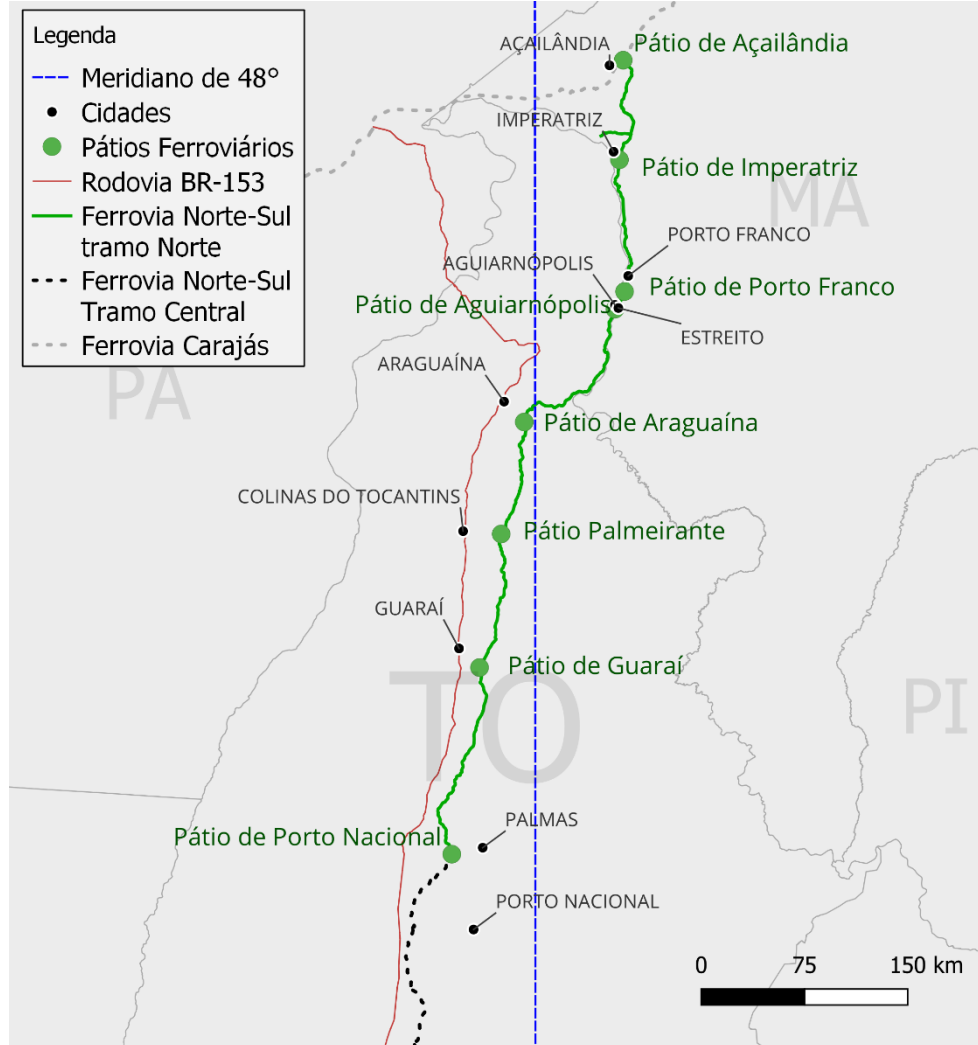 Legenda
Meridiano de 48°
Cidades
Pátios Ferroviários
Rodovia BR-153
Ferrovia Norte-Sul
tramo Norte
Ferrovia Norte-Sul
Tramo Central
Ferrovia Carajás
AÇAILÂNDIA
Pátio de Açailândia
IMPERATRIZ
Pátio de Imperatriz
MA
PORTO FRANCO
AGUIARNÓPOLIS
Pátio de Porto Franco
Pátio de Aguiarnópolis
ESTREITO
ARAGUAÍNA
PA
Pátio de Araguaína
COLINAS DO TOCANTINS
Pátio Palmeirante
GUARAÍ
Pátio de Guaraí
TO
PI
PALMAS
Pátio de Porto Nacional
PORTO NACIONAL
0 75 150 km